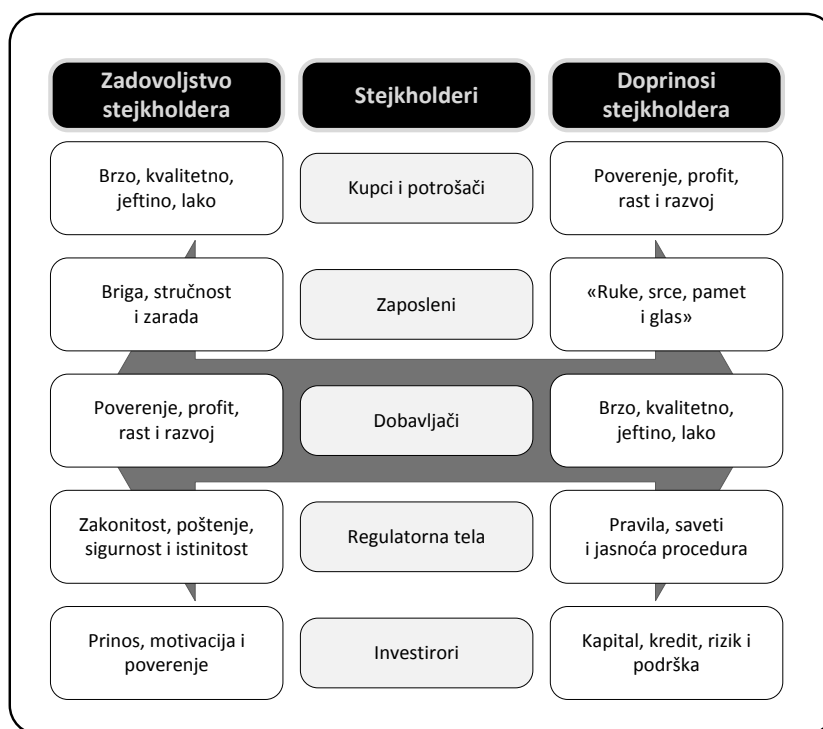 Zadovoljstvo
stejkholdera
Stejkholderi
Doprinosi
stejkholdera
Brzo, kvalitetno,
jeftino, lako
Kupci i potrošači
Poverenje, profit,
rast i razvoj
Briga, stručnost
i zarada
Zaposleni
«Ruke, srce, pamet
i glas»
Poverenje, profit,
rast i razvoj
Dobavljači
Brzo, kvalitetno,
jeftino, lako
Zakonitost, poštenje,
sigurnost i istinitost
Regulatorna tela
Pravila, saveti
i jasnoća procedura
Prinos, motivacija i
poverenje
Investirori
Kapital, kredit, rizik i
podrška